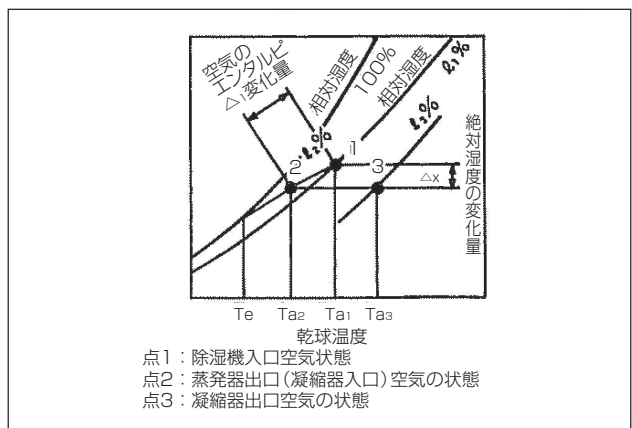 空気の
エンタルピ
△i変化量
相対湿度
100%
相対湿度
ℓ₁%
ℓ₂%
ℓ₃%
1
2
3
△x
絶対湿度の変化量
Te
Ta2
Ta1
Ta3
乾球温度
点1：除湿機入口空気状態
点2：蒸発器出口（凝縮器入口）空気の状態
点3：凝縮器出口空気の状態